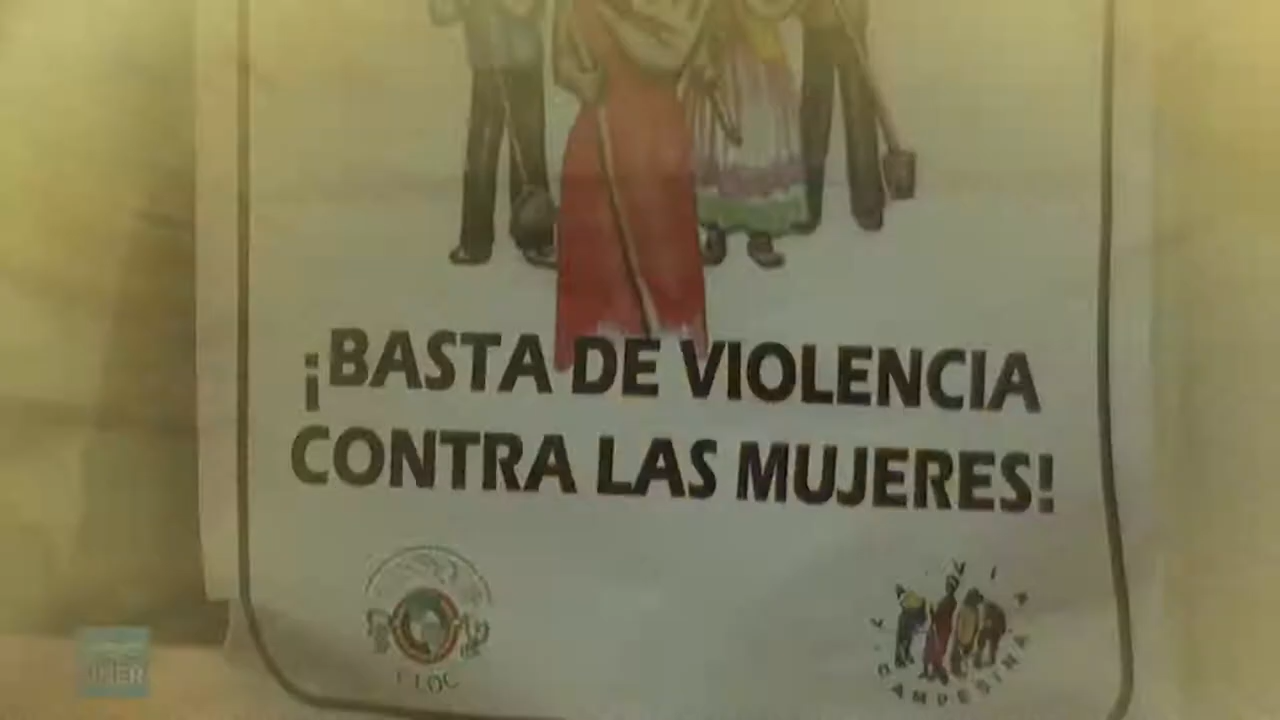 ¡BASTA DE VIOLENCIA
CONTRA LAS MUJERES!
CLOC
VIA
CAMPESINA